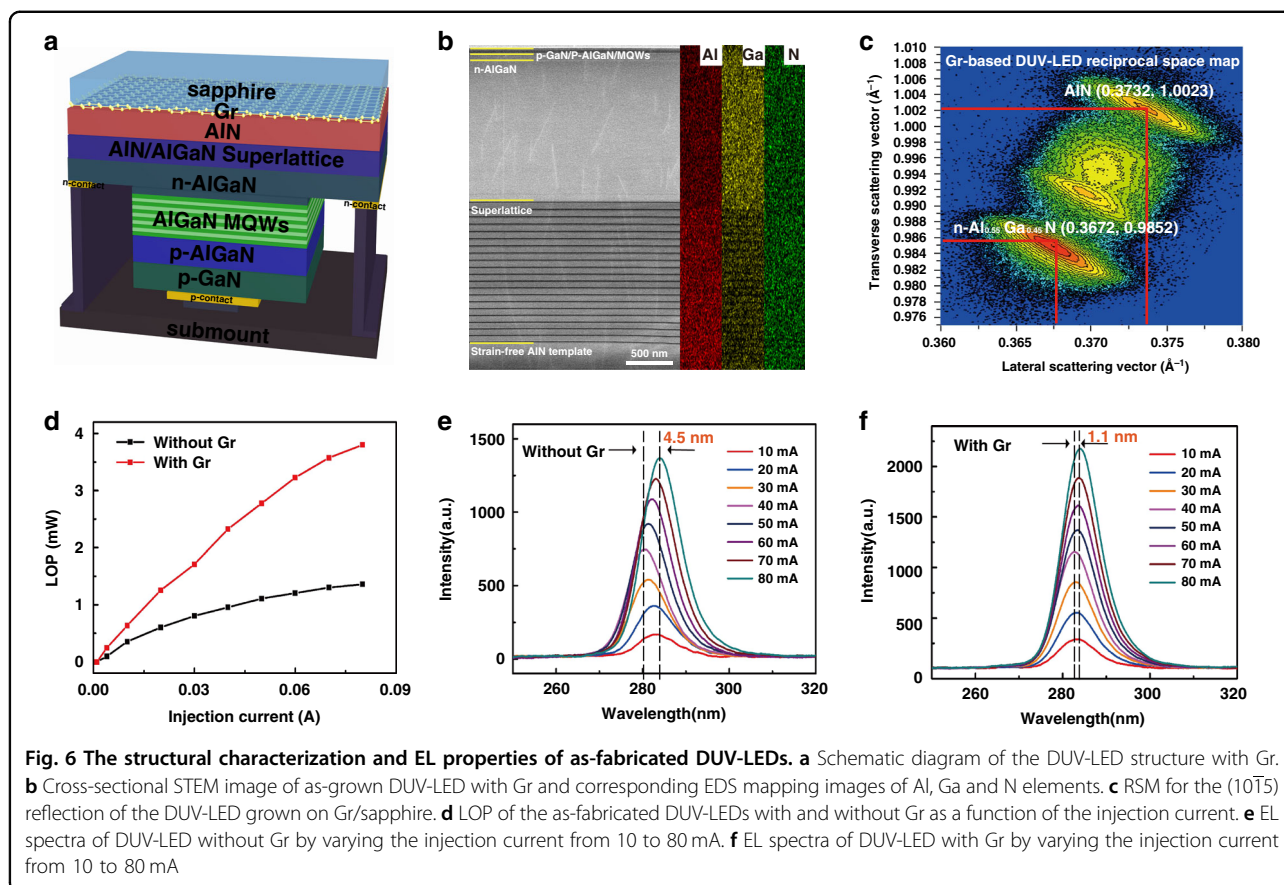 a
sapphire
Gr
AlN
AlN/AlGaN Superlattice
n-AlGaN
n-contact
n-contact
AlGaN MQWs
p-AlGaN
p-GaN
p-contact
submount
b
p-GaN/P-AlGaN/MQWs
n-AlGaN
Superlattice
Strain-free AlN template
500 nm
Al
Ga
N
c
Gr-based DUV-LED reciprocal space map
AlN (0.3732, 1.0023)
n-Al0.55 Ga0.45 N (0.3672, 0.9852)
Transverse scattering vector (Å⁻¹)
1.010
1.008
1.006
1.004
1.002
1.000
0.996
0.994
0.992
0.990
0.988
0.986
0.984
0.982
0.980
0.978
0.975
0.360
0.365
0.370
0.375
0.380
Lateral scattering vector (Å⁻¹)
d
Without Gr
With Gr
LOP (mW)
4
3
2
1
0
0.00
0.03
0.06
0.09
Injection current (A)
e
Without Gr
4.5 nm
10 mA
20 mA
30 mA
40 mA
50 mA
60 mA
70 mA
80 mA
Intensity(a.u.)
1500
1000
500
0
260
280
300
320
Wavelength(nm)
f
With Gr
1.1 nm
10 mA
20 mA
30 mA
40 mA
50 mA
60 mA
70 mA
80 mA
Intensity(a.u.)
2000
1500
1000
500
0
260
280
300
320
Wavelength(nm)
Fig. 6 The structural characterization and EL properties of as-fabricated DUV-LEDs. a Schematic diagram of the DUV-LED structure with Gr.
b Cross-sectional STEM image of as-grown DUV-LED with Gr and corresponding EDS mapping images of Al, Ga and N elements. c RSM for the (101̅5)
reflection of the DUV-LED grown on Gr/sapphire. d LOP of the as-fabricated DUV-LEDs with and without Gr as a function of the injection current. e EL
spectra of DUV-LED without Gr by varying the injection current from 10 to 80 mA. f EL spectra of DUV-LED with Gr by varying the injection current
from 10 to 80 mA